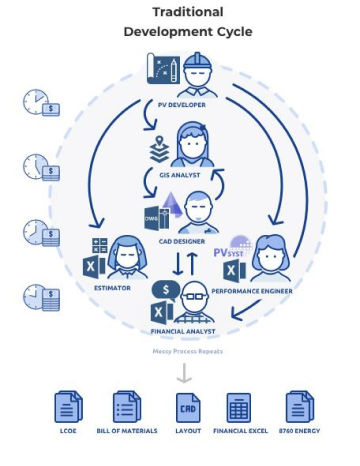 Traditional
Development Cycle
PV DEVELOPER
GIS ANALYST
DWG
CAD DESIGNER
PVSYST
X
X
ESTIMATOR
PERFORMANCE ENGINEER
$
X
FINANCIAL ANALYST
$
$
$
$
Messy Process Repeats
CAD
LCOE
BILL OF MATERIALS
LAYOUT
FINANCIAL EXCEL
8760 ENERGY